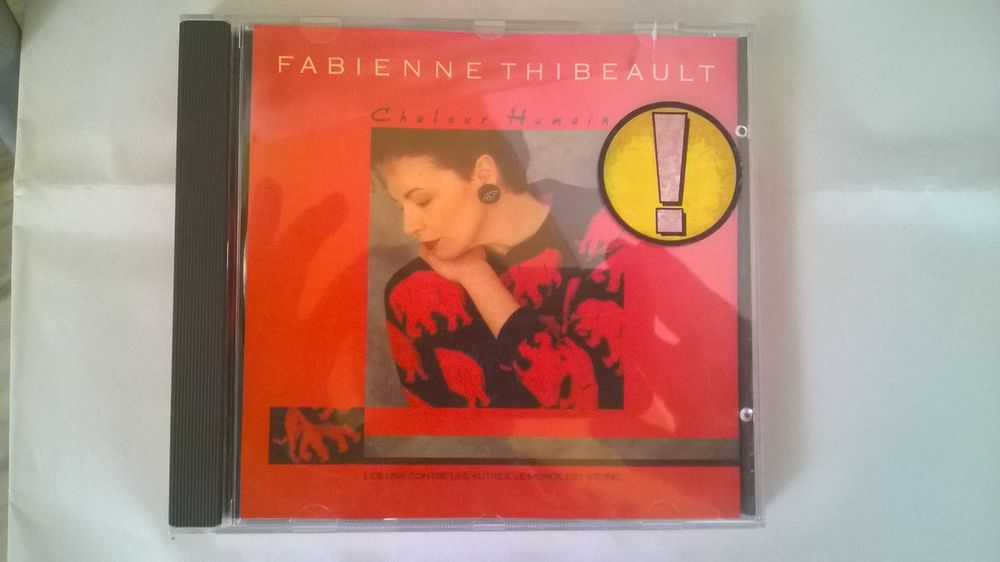 FABIENNE THIBEAULT
Chaleur Humain
!
LES UNS CONTRE LES AUTRES, LE MONDE EST STONE...